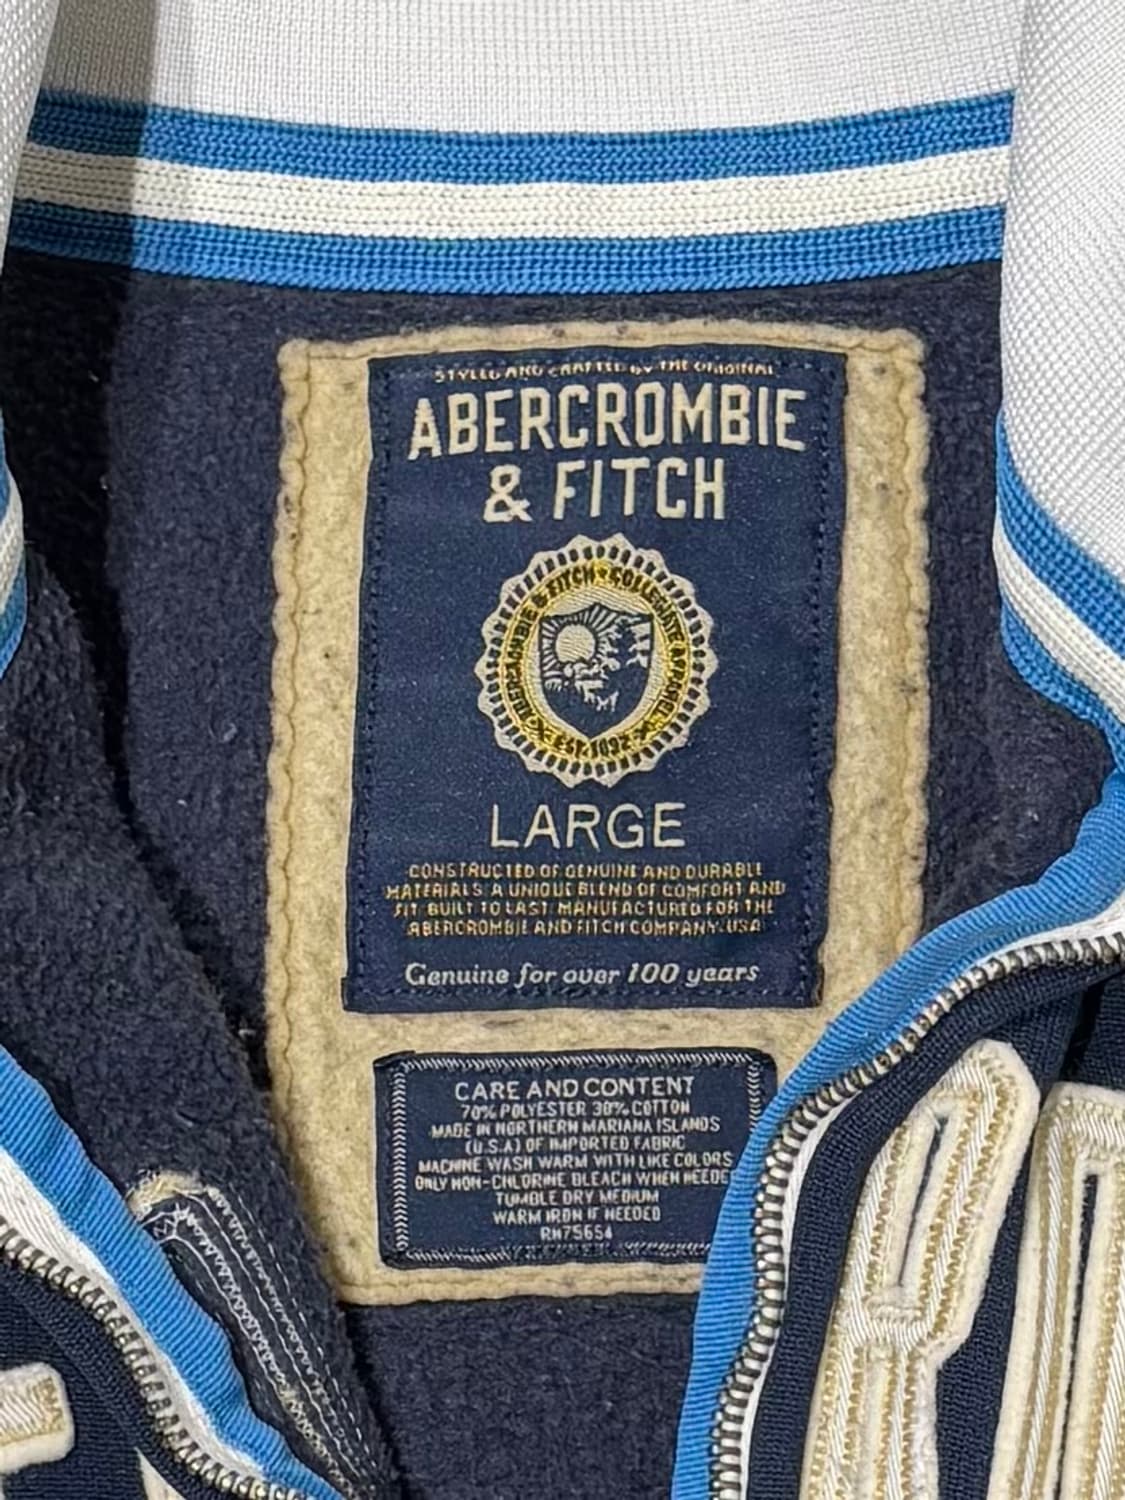 STYLED AND CRAFTED BY THE ORIGINAL
ABERCROMBIE
& FITCH
ABERCROMBIE & FITCH COLLEGIATE
EST. 1892
LARGE
CONSTRUCTED OF GENUINE AND DURABLE
MATERIALS A UNIQUE BLEND OF COMFORT AND
FIT BUILT TO LAST MANUFACTURED FOR THE
ABERCROMBIE AND FITCH COMPANY. USA
Genuine for over 100 years
CARE AND CONTENT
70% POLYESTER 30% COTTON
MADE IN NORTHERN MARIANA ISLANDS
(U.S.A) OF IMPORTED FABRIC
MACHINE WASH WARM WITH LIKE COLORS
ONLY NON-CHLORINE BLEACH WHEN NEEDE
TUMBLE DRY MEDIUM
WARM IRON IF NEEDED
RN75654